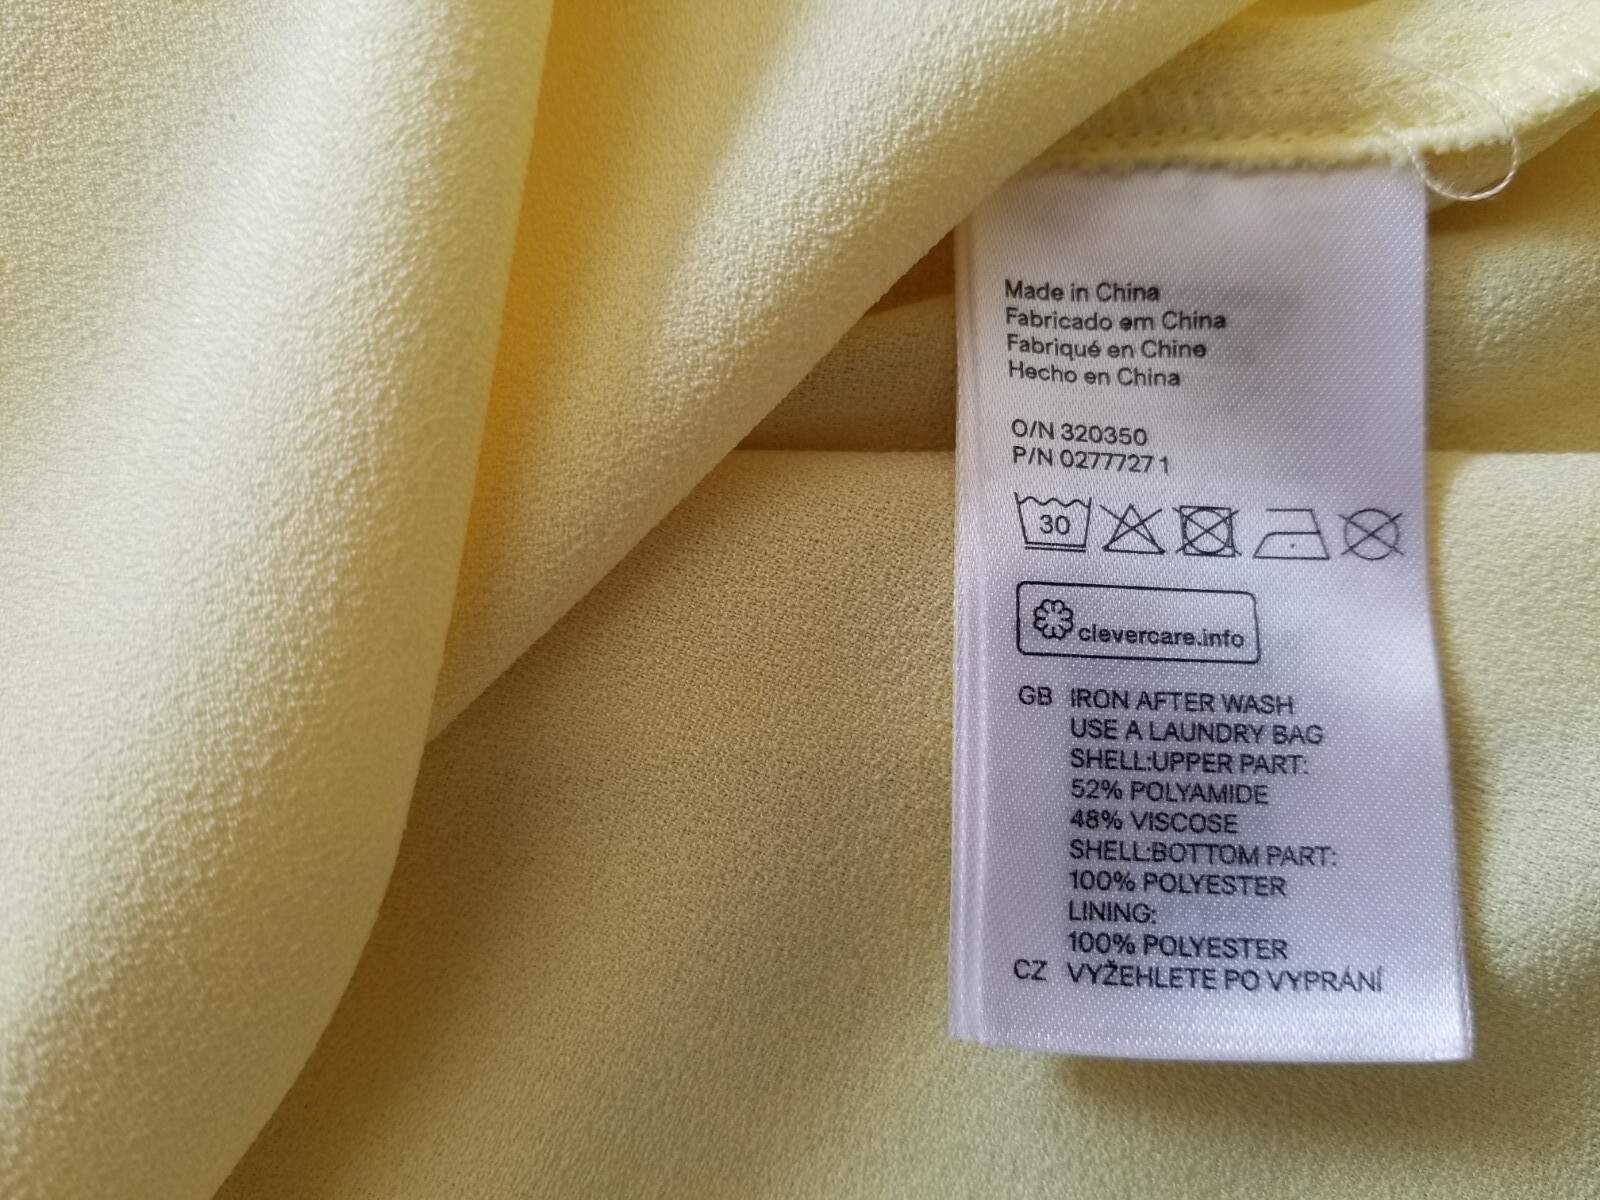 Made in China
Fabricado em China
Fabriqué en Chine
Hecho en China
O/N 320350
P/N 02777271
30
clevercare.info
GB IRON AFTER WASH
USE A LAUNDRY BAG
SHELL:UPPER PART:
52% POLYAMIDE
48% VISCOSE
SHELL:BOTTOM PART:
100% POLYESTER
LINING:
100% POLYESTER
CZ VYŽEHLETE PO VYPRÁNÍ